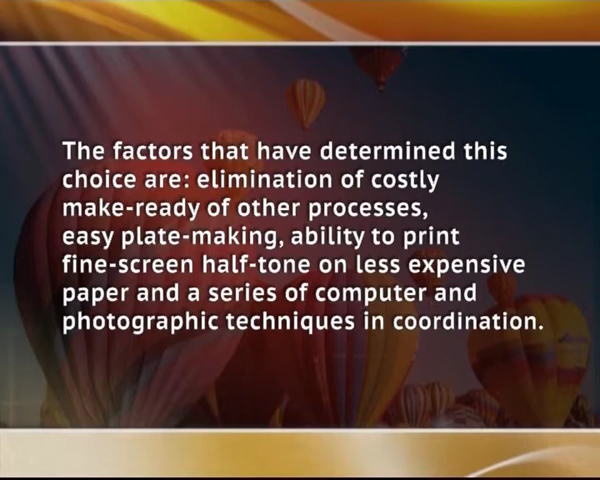 The factors that have determined this
choice are: elimination of costly
make-ready of other processes,
easy plate-making, ability to print
fine-screen half-tone on less expensive
paper and a series of computer and
photographic techniques in coordination.